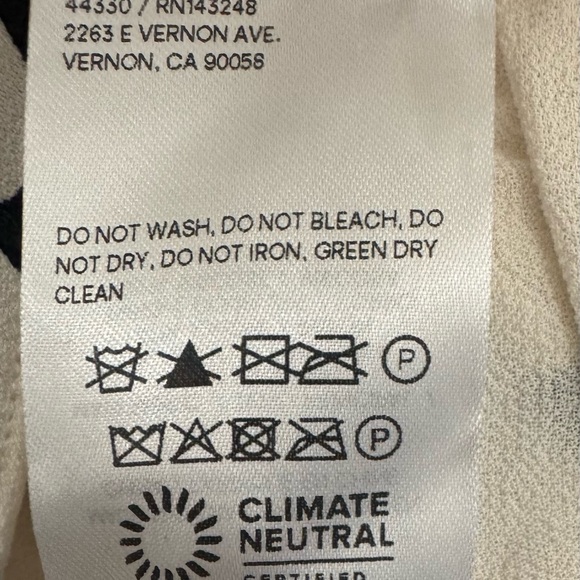 44330 / RN143248
2263 E VERNON AVE.
VERNON, CA 90058
DO NOT WASH, DO NOT BLEACH, DO
NOT DRY, DO NOT IRON, GREEN DRY
CLEAN
P
P
CLIMATE
NEUTRAL
CERTIFIED